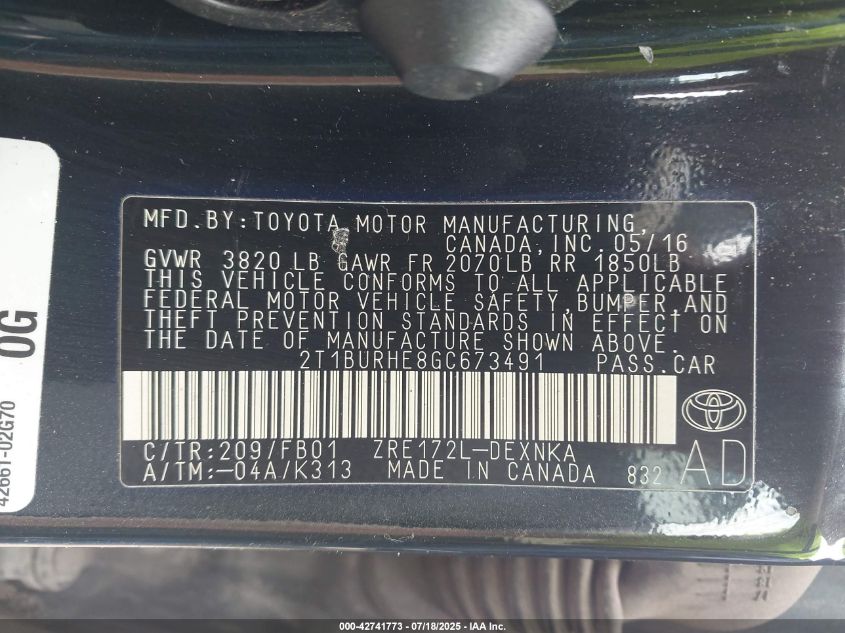 MFD. BY: TOYOTA MOTOR MANUFACTURING,
CANADA, INC. 05/16
GVWR 3820 LB GAWR FR 2070LB RR 1850LB
THIS VEHICLE CONFORMS TO ALL APPLICABLE
FEDERAL MOTOR VEHICLE SAFETY, BUMPER, AND
THEFT PREVENTION STANDARDS IN EFFECT ON
THE DATE OF MANUFACTURE SHOWN ABOVE.
2T1BURHE8GC673491 PASS. CAR
C/TR: 209/FB01 ZRE172L-DEXNKA
A/TM:-04A/K313 MADE IN CANADA 832 AD
0G
42661-02G70
000-42741773 - 07/18/2025 - IAA Inc.